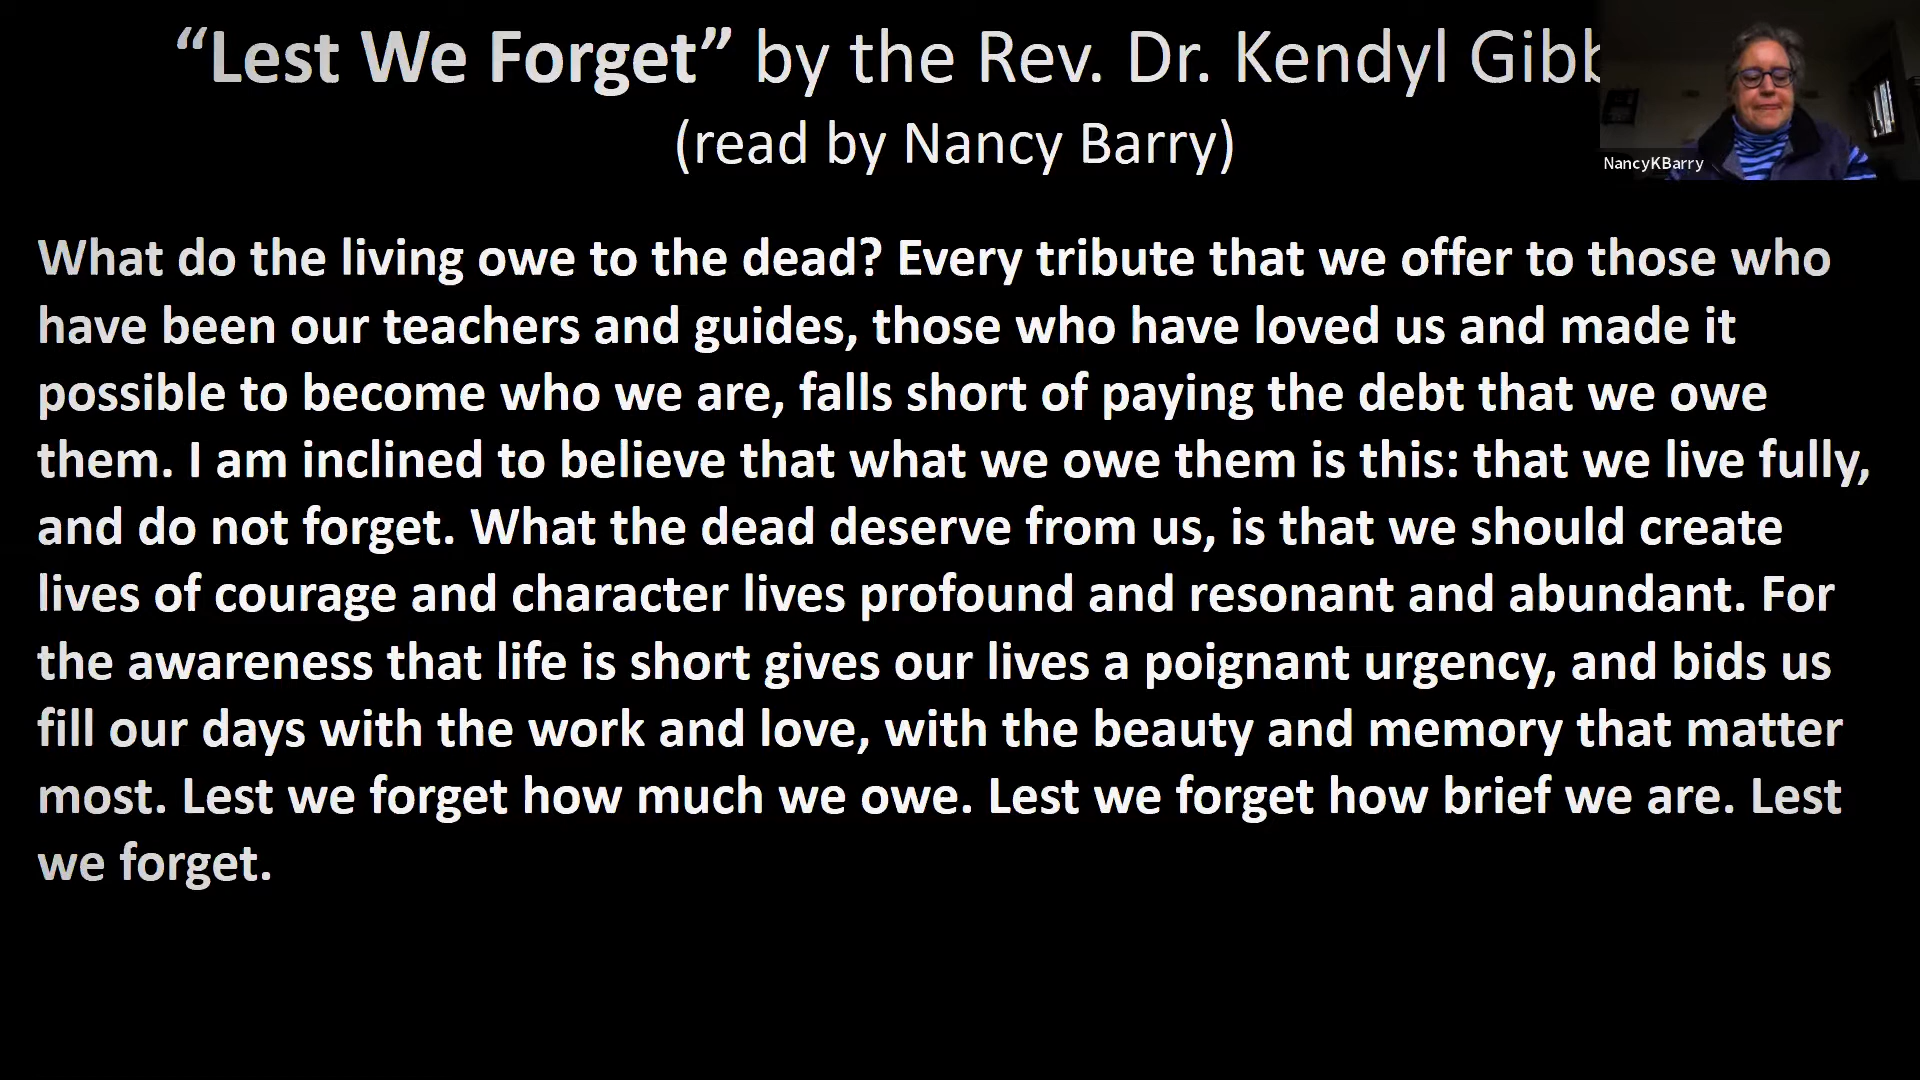 “Lest We Forget” by the Rev. Dr. Kendyl Gibb
(read by Nancy Barry)
NancyKBarry
What do the living owe to the dead? Every tribute that we offer to those who
have been our teachers and guides, those who have loved us and made it
possible to become who we are, falls short of paying the debt that we owe
them. I am inclined to believe that what we owe them is this: that we live fully,
and do not forget. What the dead deserve from us, is that we should create
lives of courage and character lives profound and resonant and abundant. For
the awareness that life is short gives our lives a poignant urgency, and bids us
fill our days with the work and love, with the beauty and memory that matter
most. Lest we forget how much we owe. Lest we forget how brief we are. Lest
we forget.